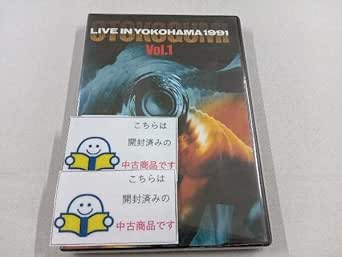 OTOKOGUMI
LIVE IN YOKOHAMA 1991
Vol.1
こちらは
開封済みの
中古商品です
こちらは
開封済みの
中古商品です